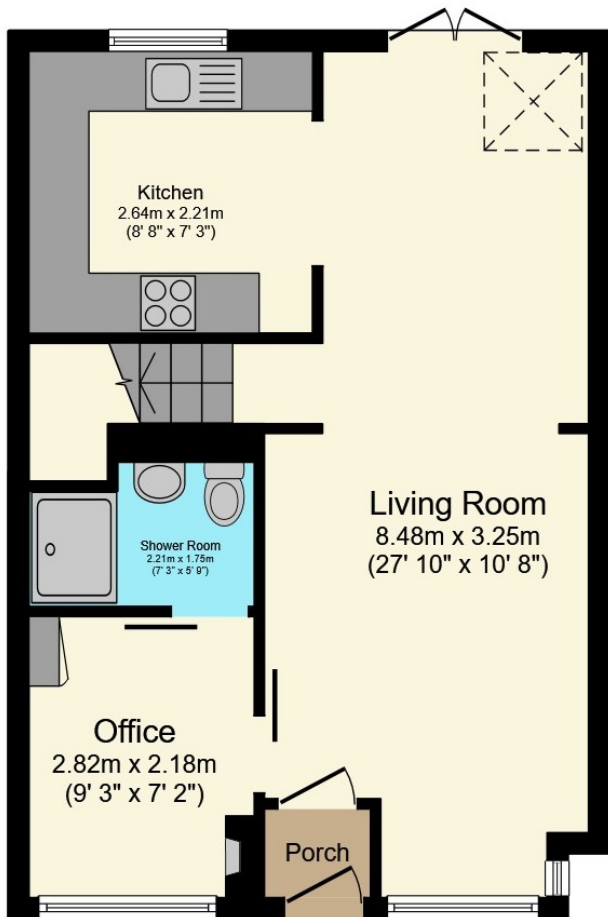 Kitchen
2.64m x 2.21m
(8' 8" x 7' 3")
Living Room
8.48m x 3.25m
(27' 10" x 10' 8")
Shower Room
2.21m x 1.75m
(7' 3" x 5' 9")
Office
2.82m x 2.18m
(9' 3" x 7' 2")
Porch